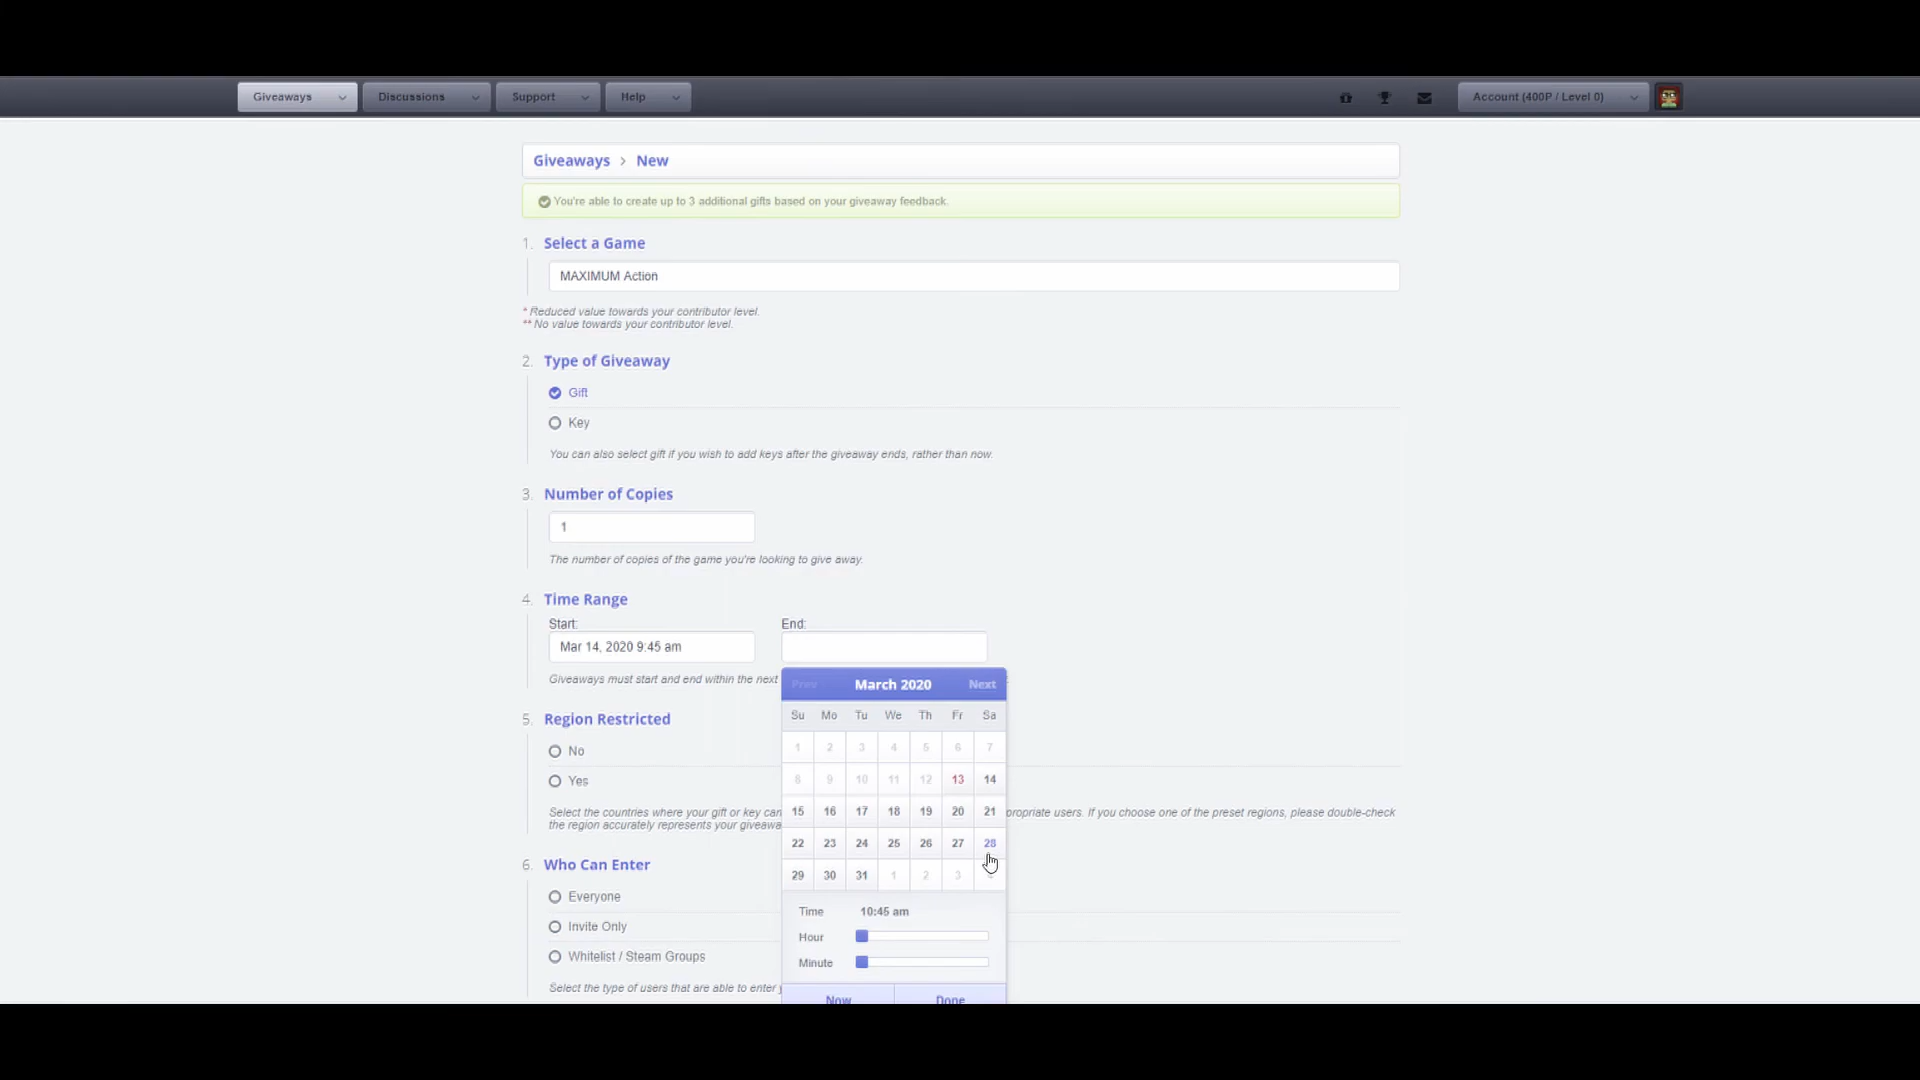 Giveaways
Discussions
Support
Help
Account (400P / Level 0)
Giveaways > New
You're able to create up to 3 additional gifts based on your giveaway feedback.
1. Select a Game
MAXIMUM Action
* Reduced value towards your contributor level.
** No value towards your contributor level.
2. Type of Giveaway
Gift
Key
You can also select gift if you wish to add keys after the giveaway ends, rather than now.
3. Number of Copies
1
The number of copies of the game you're looking to give away.
4. Time Range
Start: End:
Mar 14, 2020 9:45 am
Giveaways must start and end within the next
Prev March 2020 Next
Su Mo Tu We Th Fr Sa
1 2 3 4 5 6 7
8 9 10 11 12 13 14
15 16 17 18 19 20 21
22 23 24 25 26 27 28
29 30 31 1 2 3
Time 10:45 am
Hour
Minute
Now Done
5. Region Restricted
No
Yes
Select the countries where your gift or key can propriate users. If you choose one of the preset regions, please double-check
the region accurately represents your giveawa
6. Who Can Enter
Everyone
Invite Only
Whitelist / Steam Groups
Select the type of users that are able to enter